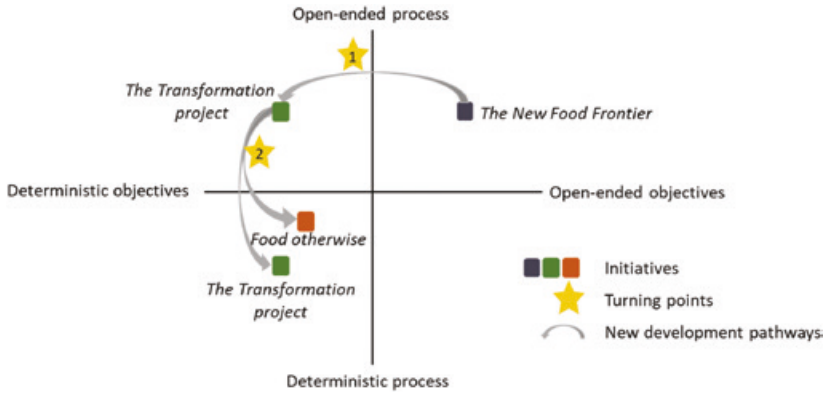 Open-ended process
1
The Transformation
project
The New Food Frontier
2
Deterministic objectives
Open-ended objectives
Food otherwise
The Transformation
project
Initiatives
Turning points
New development pathways
Deterministic process